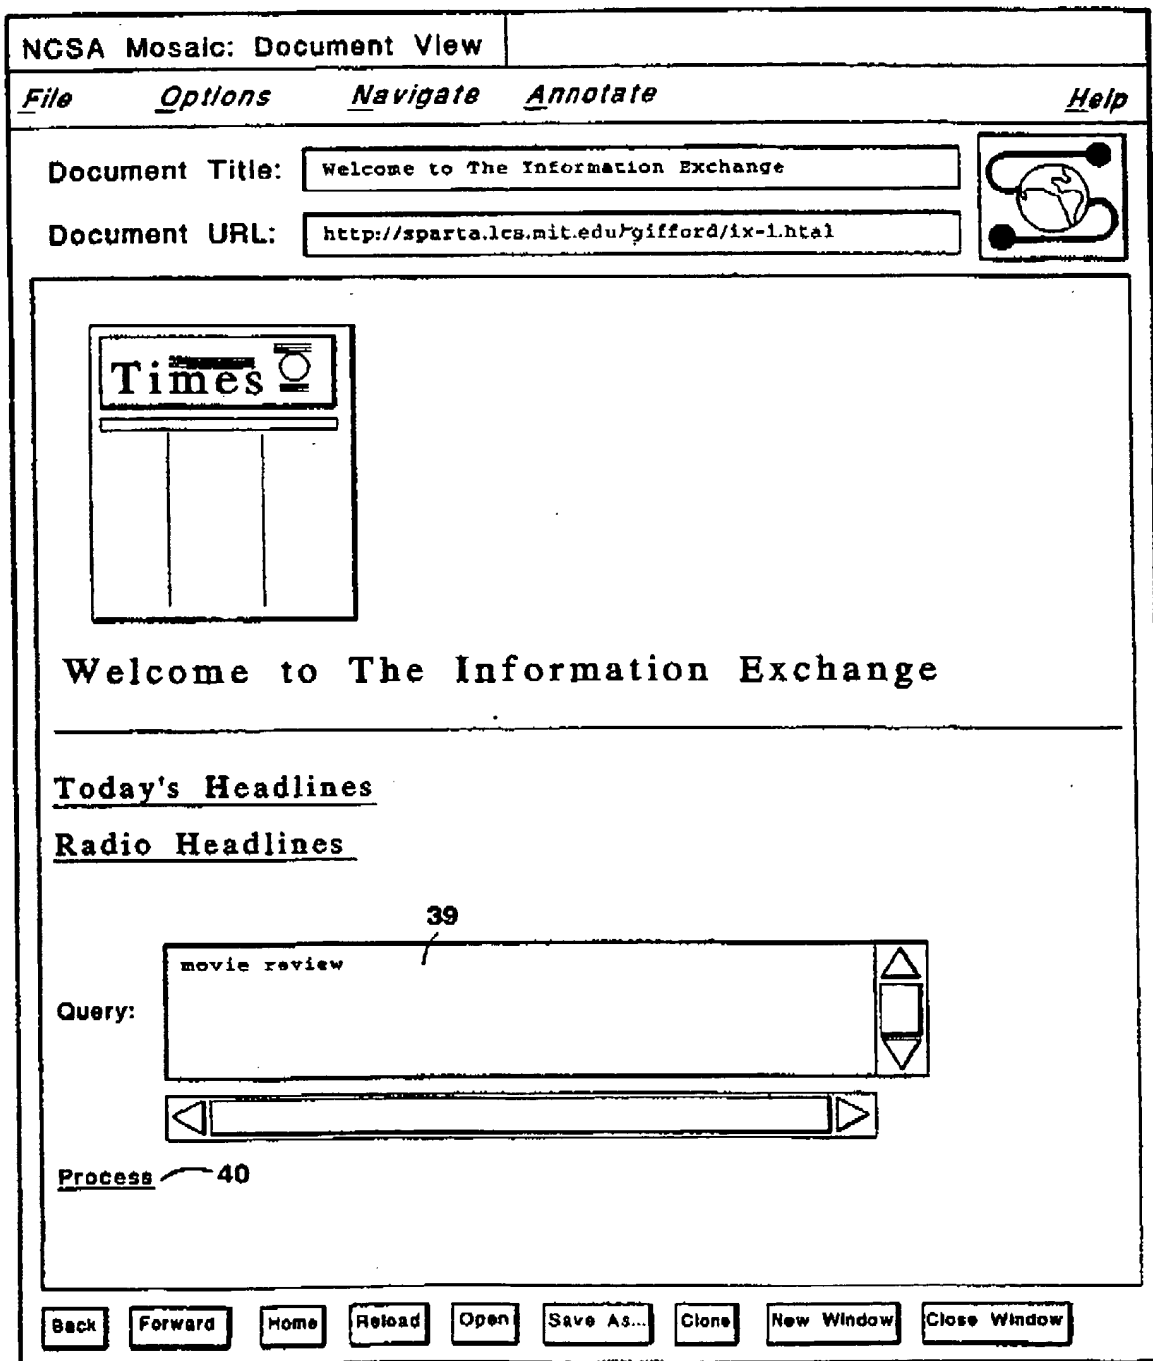 NCSA Mosaic: Document View
File Options Navigate Annotate Help
Document Title: Welcome to The Information Exchange
Document URL: http://sparta.lcs.mit.edu/~gifford/ix-1.htal
Times
Welcome to The Information Exchange
Today's Headlines
Radio Headlines
39
movie review
Query:
Process 40
Back Forward Home Reload Open Save As... Clone New Window Close Window